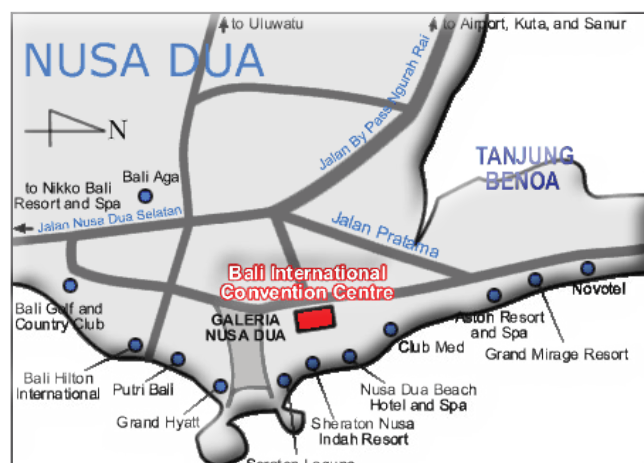 to Uluwatu
to Airport, Kuta, and Sanur
NUSA DUA
Jalan By Pass Ngurah Rai
N
TANJUNG
BENOA
Bali Aga
to Nikko Bali
Resort and Spa
Jalan Nusa Dua Selatan
Jalan Pratama
Bali International
Convention Centre
Bali Golf and
Country Club
GALERIA
NUSA DUA
Novotel
Aston Resort
and Spa
Grand Mirage Resort
Club Med
Bali Hilton
International
Putri Bali
Grand Hyatt
Nusa Dua Beach
Hotel and Spa
Sheraton Nusa
Indah Resort